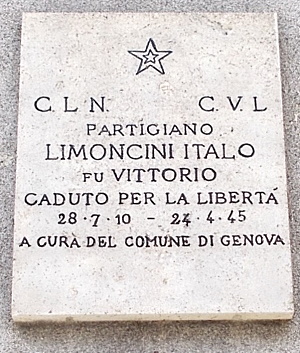 C. L. N. C. V. L
PARTIGIANO
LIMONCINI ITALO
FU VITTORIO
CADUTO PER LA LIBERTÁ
28·7·10 - 24·4·45
A CURA DEL COMUNE DI GENOVA